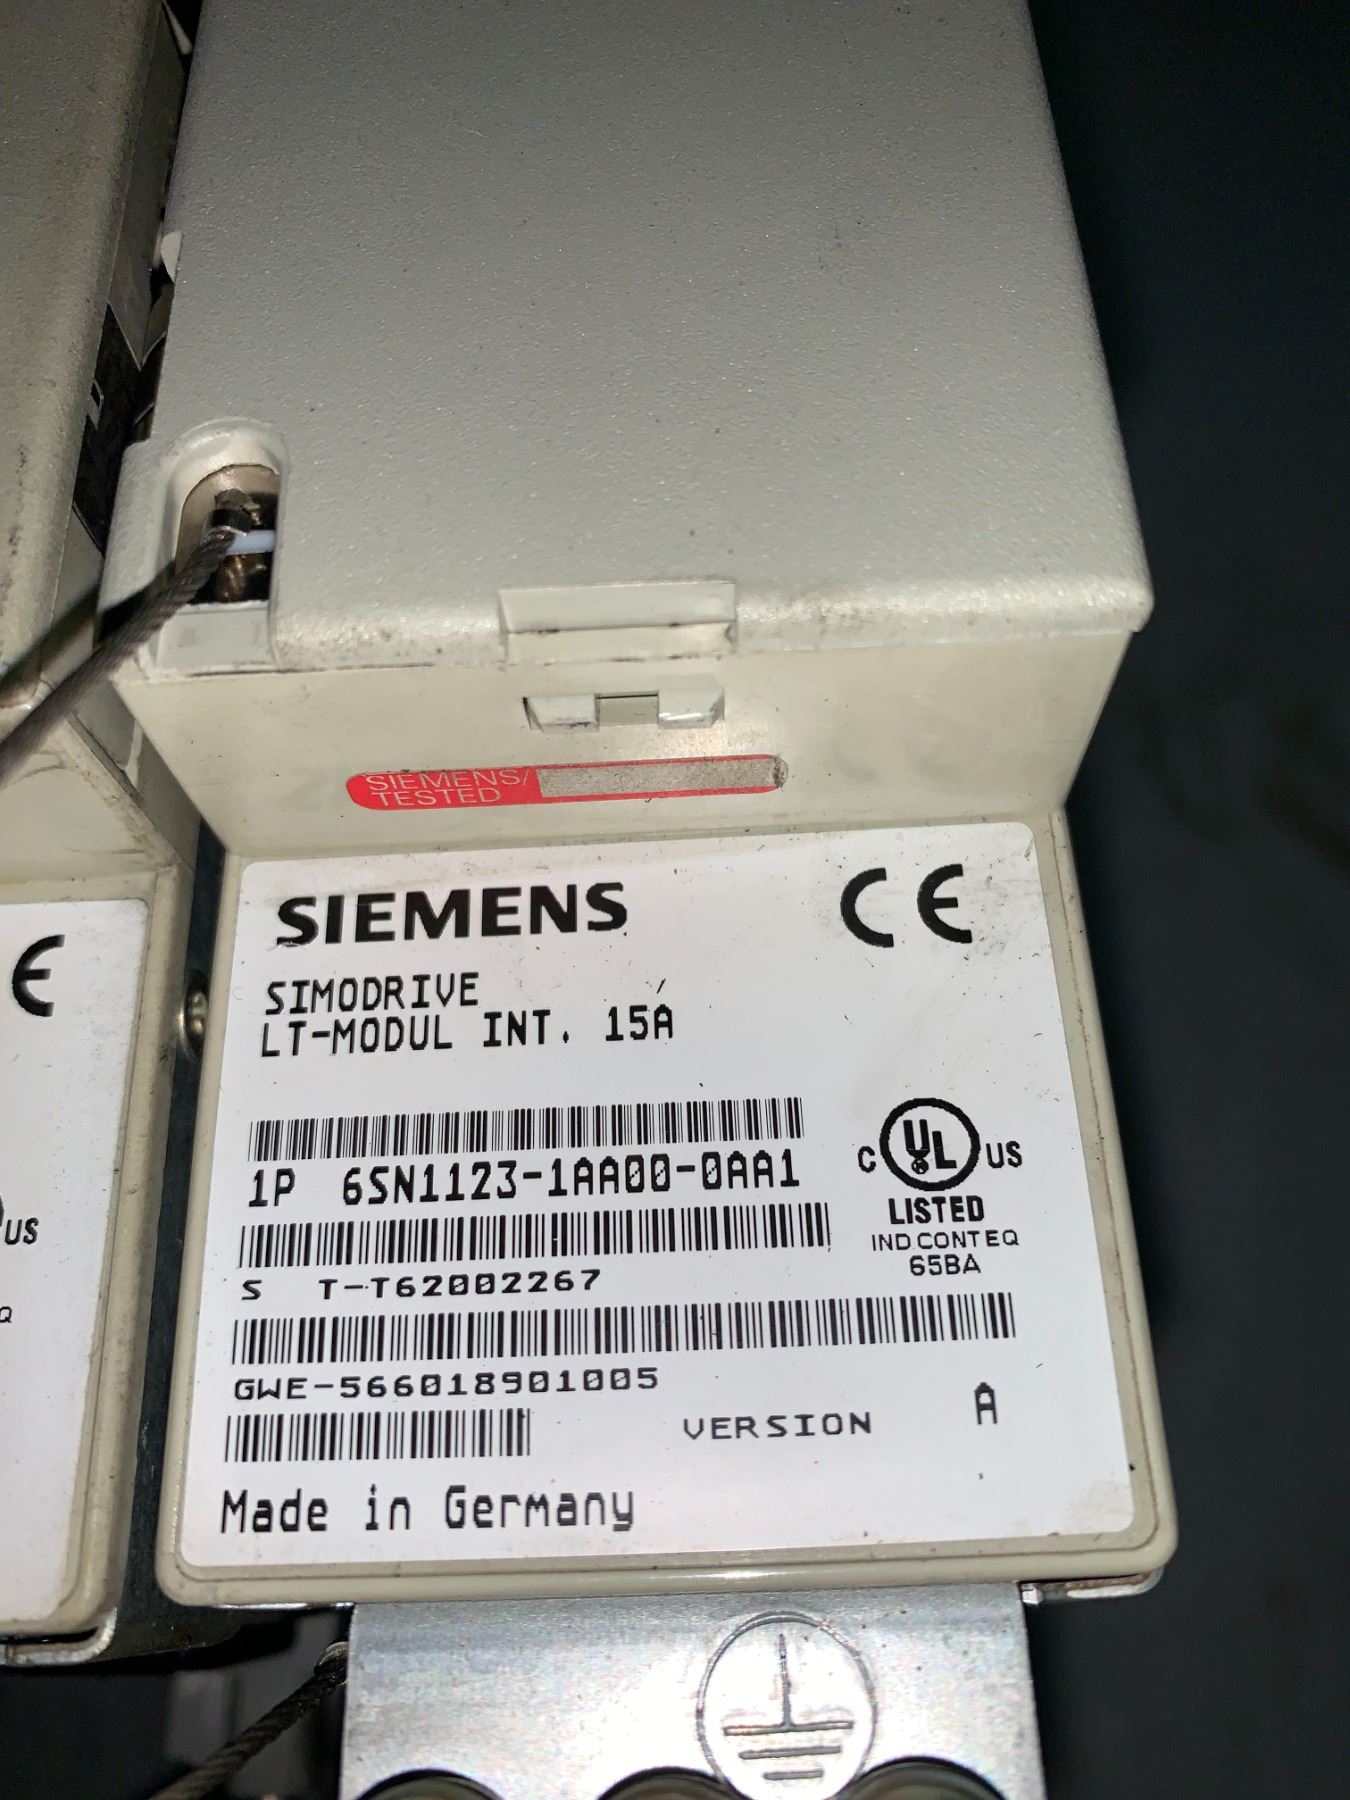 SIEMENS/
TESTED
SIEMENS CE
SIMODRIVE
LT-MODUL INT. 15A
1P 6SN1123-1AA00-0AA1
C UL US
LISTED
IND.CONT.EQ
65BA
S T-T62002267
GWE-566018901005
VERSION A
Made in Germany
US